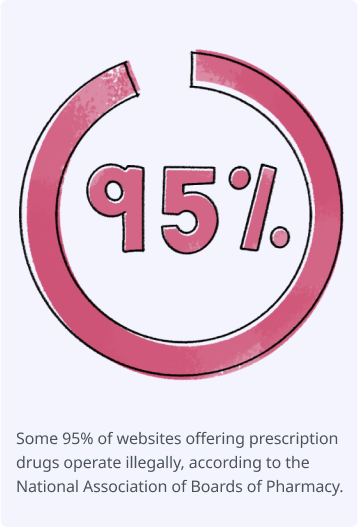 95%
Some 95% of websites offering prescription
drugs operate illegally, according to the
National Association of Boards of Pharmacy.